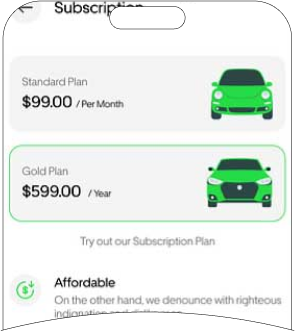 Subscription
Standard Plan
$99.00 / Per Month
Gold Plan
$599.00 / Year
Try out our Subscription Plan
Affordable
On the other hand, we denounce with righteous
indignation and